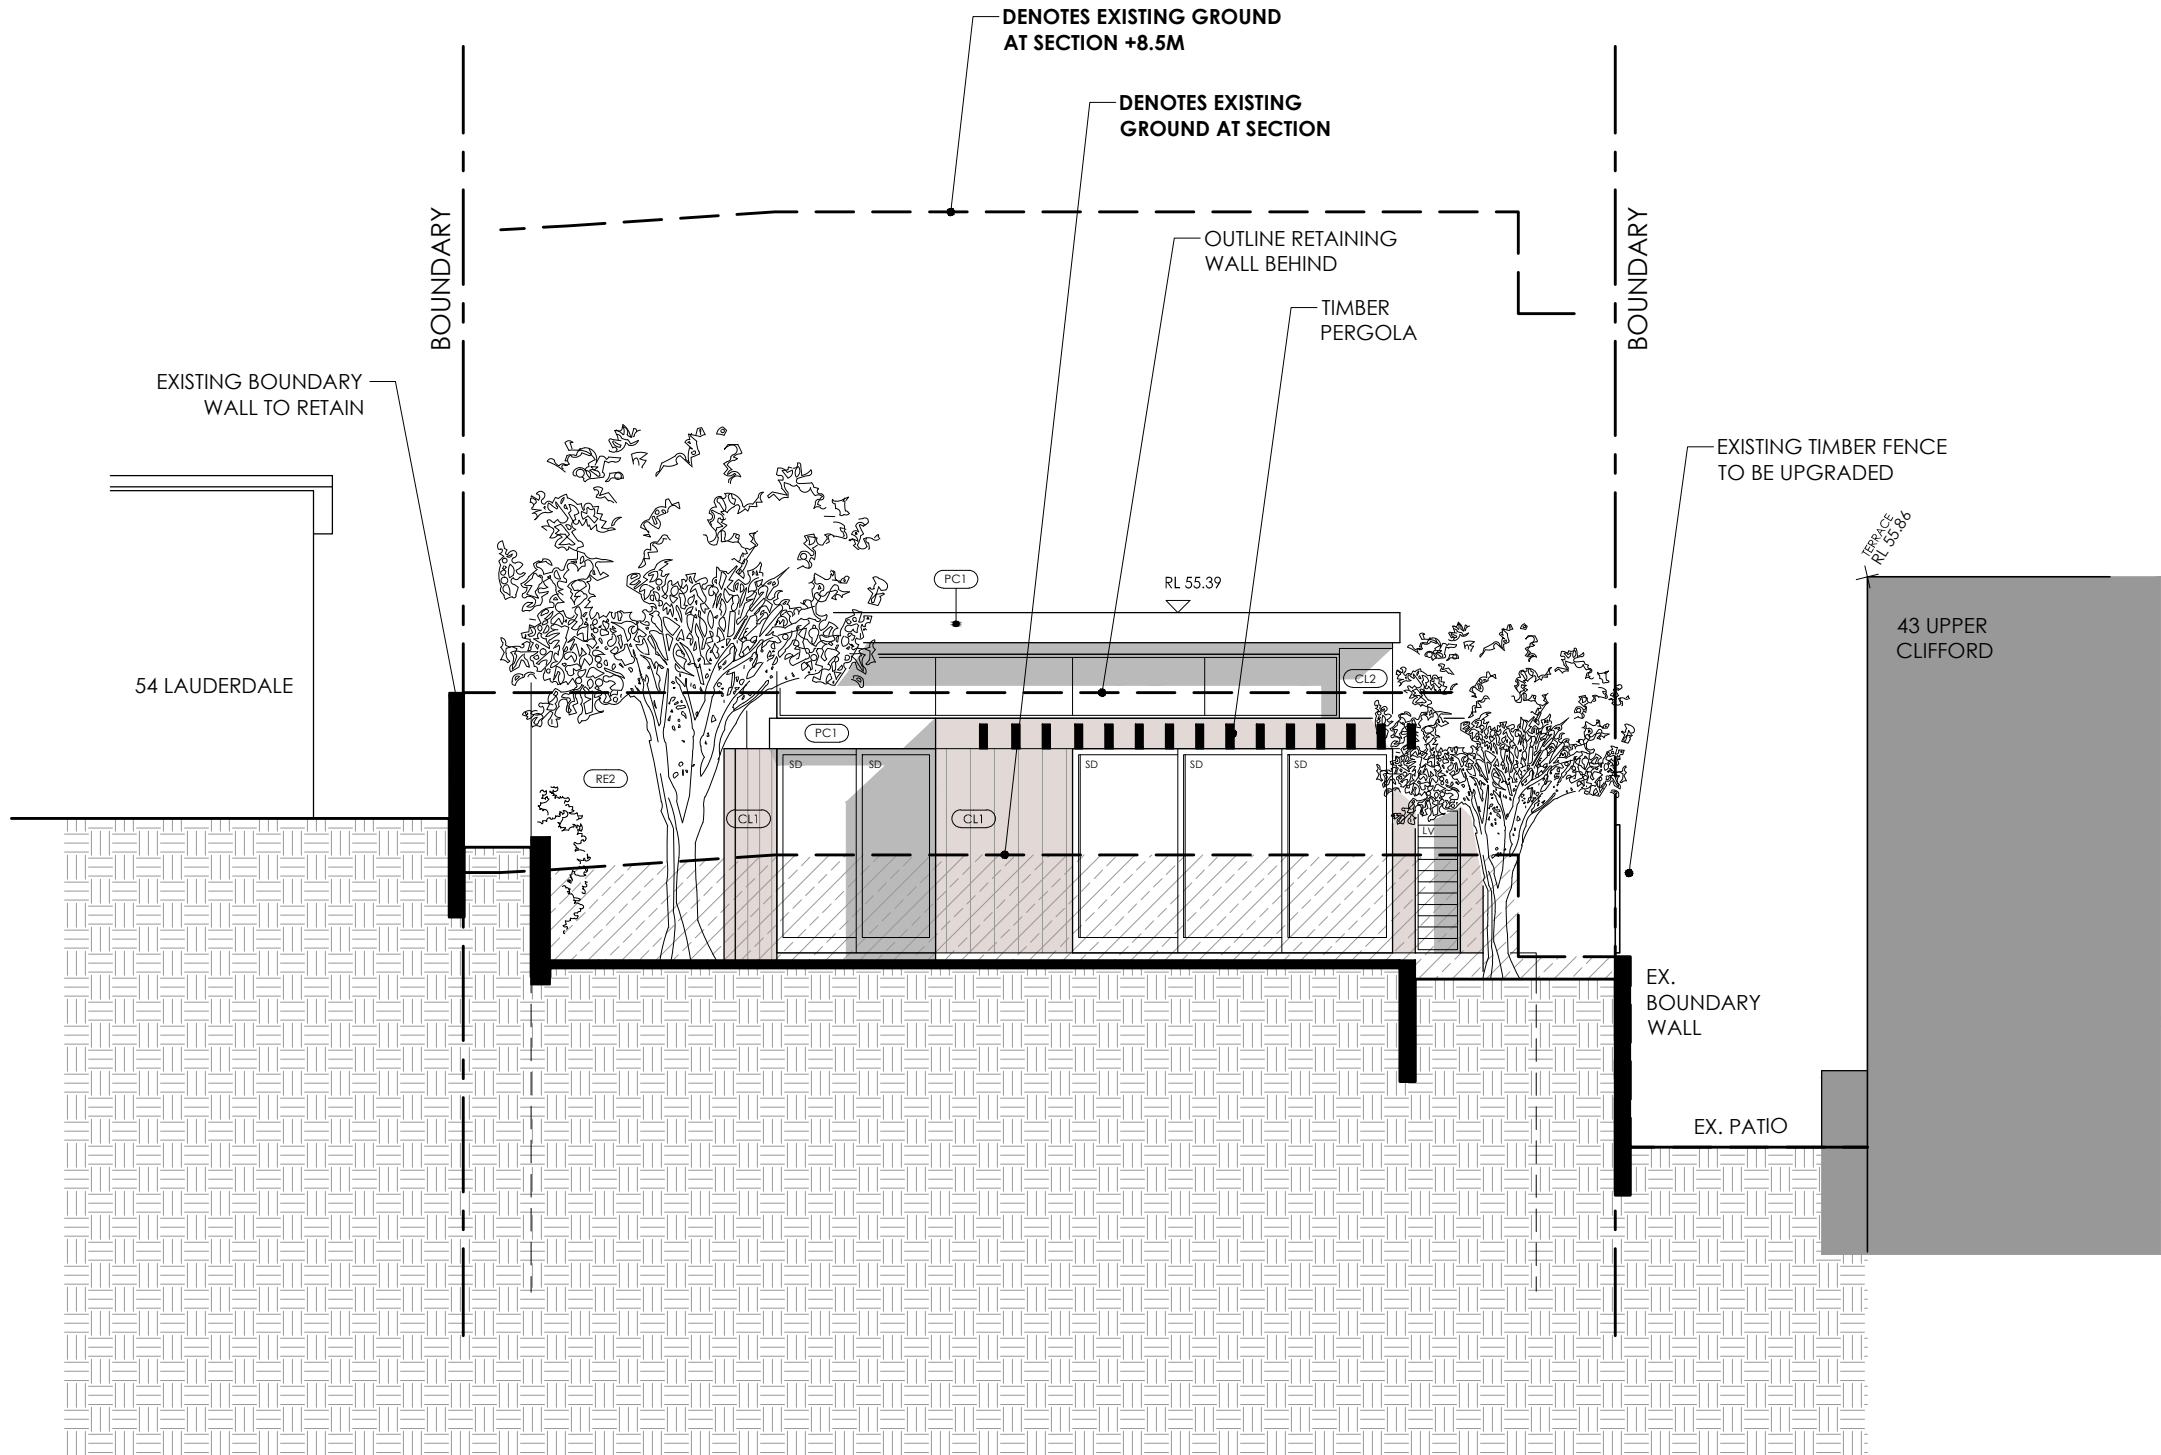 DENOTES EXISTING GROUND
AT SECTION +8.5M
DENOTES EXISTING
GROUND AT SECTION
BOUNDARY
BOUNDARY
OUTLINE RETAINING
WALL BEHIND
TIMBER
PERGOLA
EXISTING BOUNDARY
WALL TO RETAIN
EXISTING TIMBER FENCE
TO BE UPGRADED
TERRACE
RL 55.86
PC1
RL 55.39
43 UPPER
CLIFFORD
54 LAUDERDALE
CL2
PC1
RE2
SD
SD
SD
SD
SD
CL1
CL1
LV
EX.
BOUNDARY
WALL
EX. PATIO